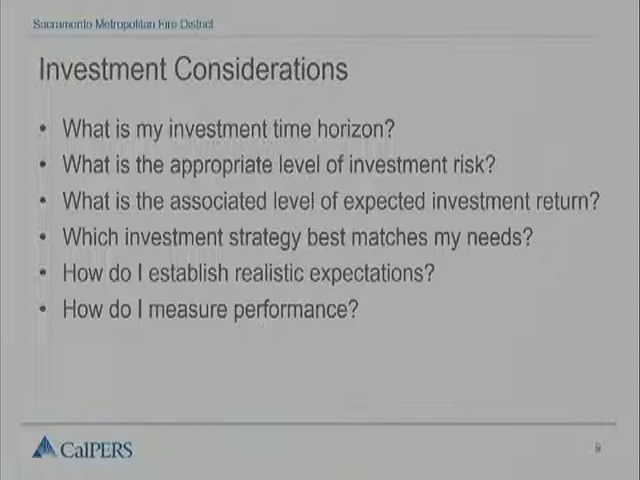 Sacramento Metropolitan Fire District
Investment Considerations
• What is my investment time horizon?
• What is the appropriate level of investment risk?
• What is the associated level of expected investment return?
• Which investment strategy best matches my needs?
• How do I establish realistic expectations?
• How do I measure performance?
CalPERS
9